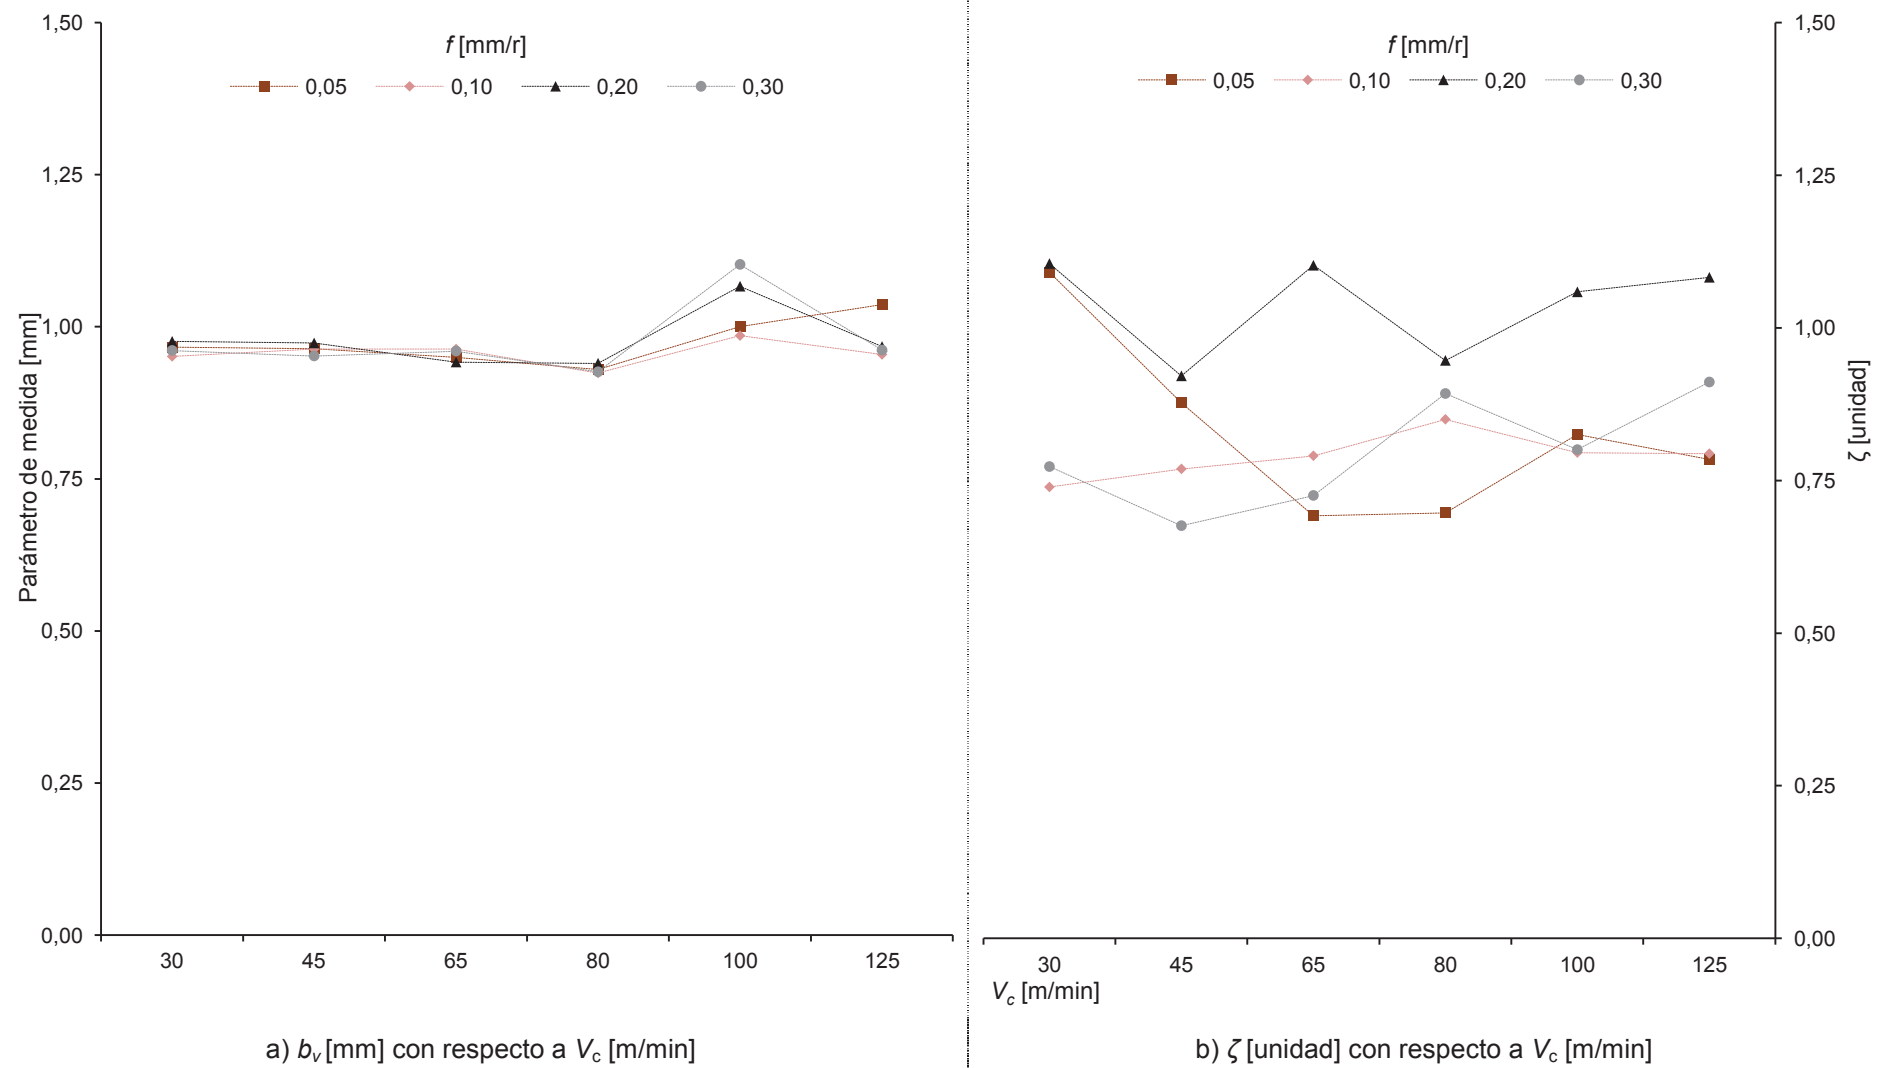 f [mm/r]
0,05 0,10 0,20 0,30
1,50
1,25
1,00
0,75
0,50
0,25
0,00
Parámetro de medida [mm]
30 45 65 80 100 125
a) bv [mm] con respecto a Vc [m/min]
f [mm/r]
0,05 0,10 0,20 0,30
1,50
1,25
1,00
0,75
0,50
0,25
0,00
ζ [unidad]
30 45 65 80 100 125
Vc [m/min]
b) ζ [unidad] con respecto a Vc [m/min]